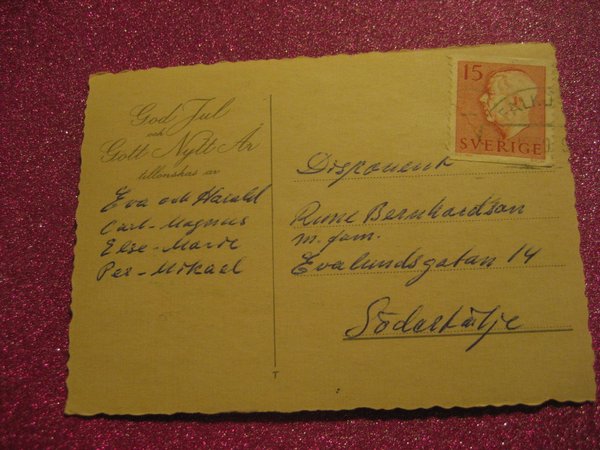 God Jul
och
Gott Nytt År
tillönskas av
Eva och Harald
Carl-Magnus
Else-Marie
Per-Mikael
T
15
SVERIGE
Disponent
Rune Bernhardson
m. fam.
Evalundsgatan 14
Södertälje